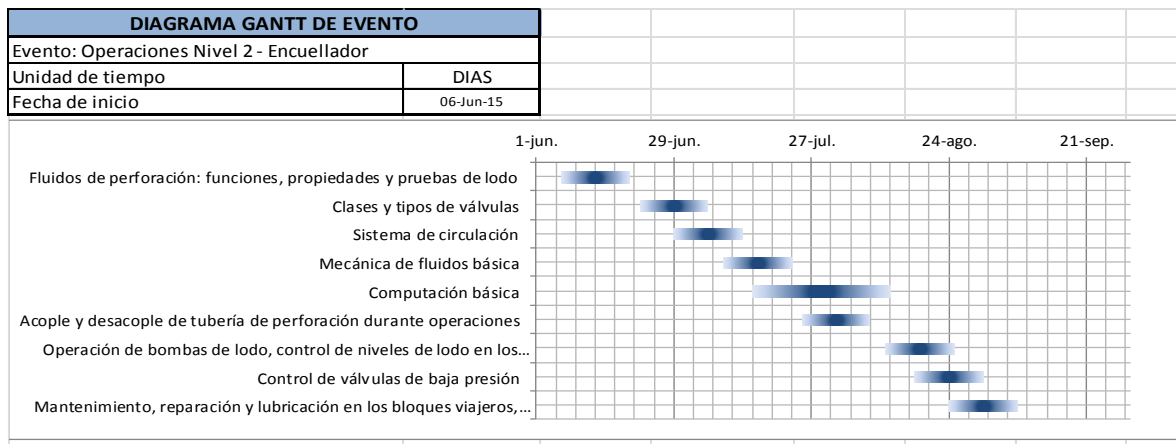 DIAGRAMA GANTT DE EVENTO
Evento: Operaciones Nivel 2 - Encuellador
Unidad de tiempo DIAS
Fecha de inicio 06-Jun-15
1-jun. 29-jun. 27-jul. 24-ago. 21-sep.
Fluidos de perforación: funciones, propiedades y pruebas de lodo
Clases y tipos de válvulas
Sistema de circulación
Mecánica de fluidos básica
Computación básica
Acople y desacople de tubería de perforación durante operaciones
Operación de bombas de lodo, control de niveles de lodo en los…
Control de válvulas de baja presión
Mantenimiento, reparación y lubricación en los bloques viajeros,…